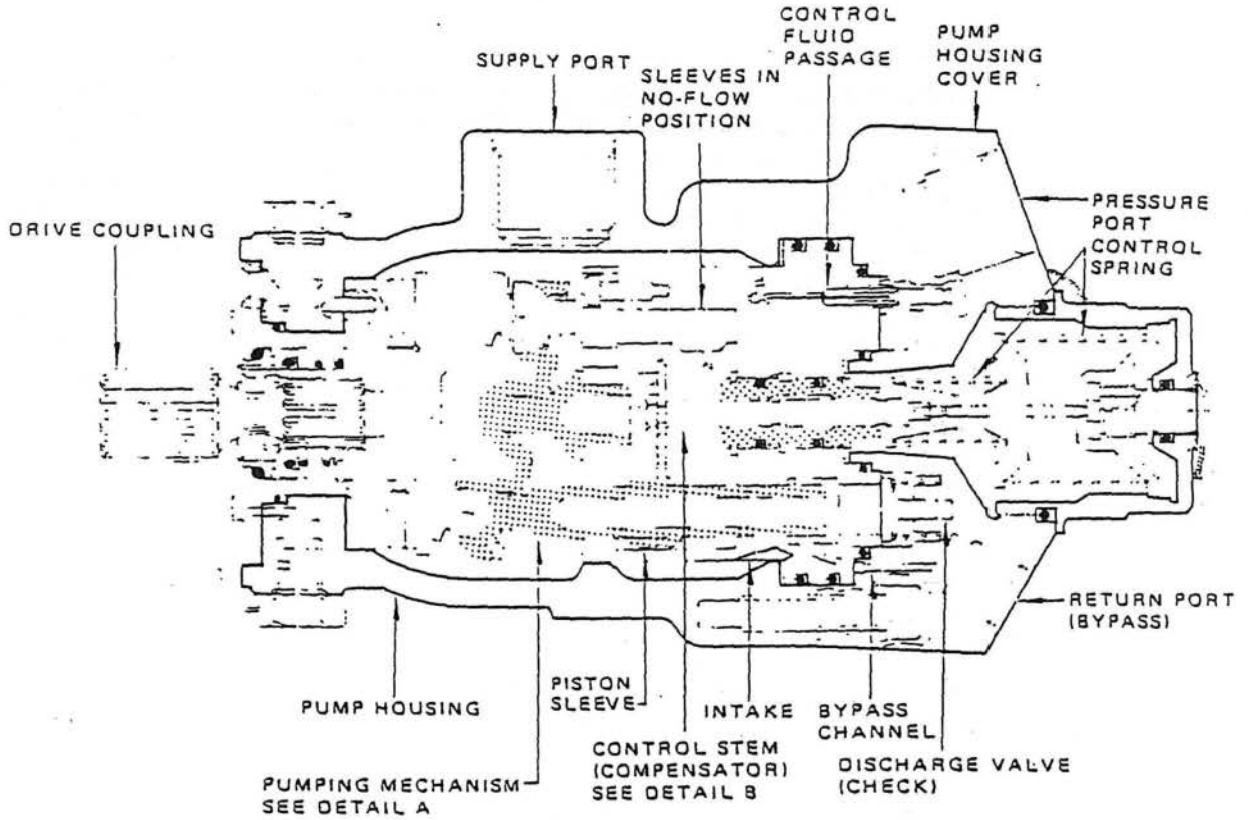 CONTROL
FLUID
PASSAGE
PUMP
HOUSING
COVER
SUPPLY PORT
SLEEVES IN
NO-FLOW
POSITION
DRIVE COUPLING
PRESSURE
PORT
CONTROL
SPRING
RETURN PORT
(BYPASS)
PUMP HOUSING
PISTON
SLEEVE
INTAKE
BYPASS
CHANNEL
CONTROL STEM
(COMPENSATOR)
SEE DETAIL B
DISCHARGE VALVE
(CHECK)
PUMPING MECHANISM
SEE DETAIL A